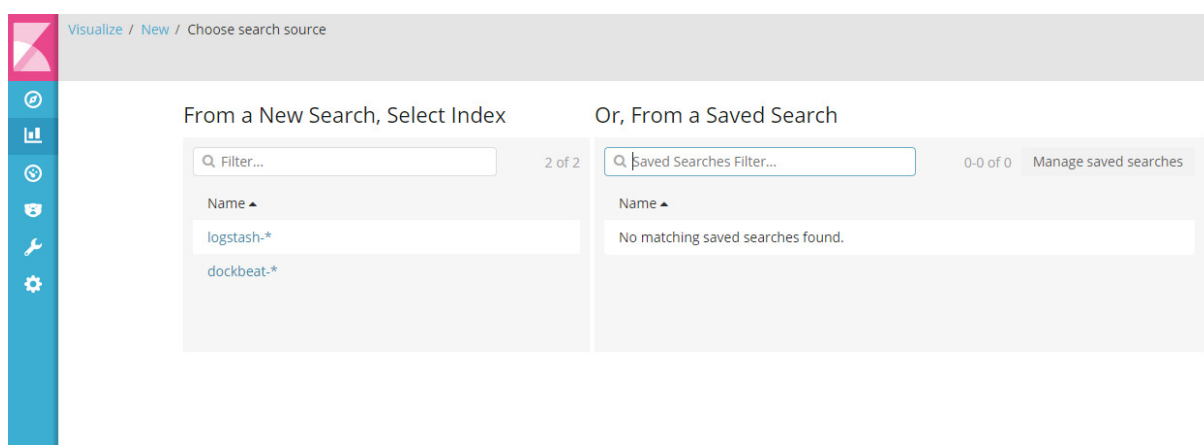 Visualize / New / Choose search source
From a New Search, Select Index
Filter...
2 of 2
Name
logstash-*
dockbeat-*
Or, From a Saved Search
Saved Searches Filter...
0-0 of 0
Manage saved searches
Name
No matching saved searches found.